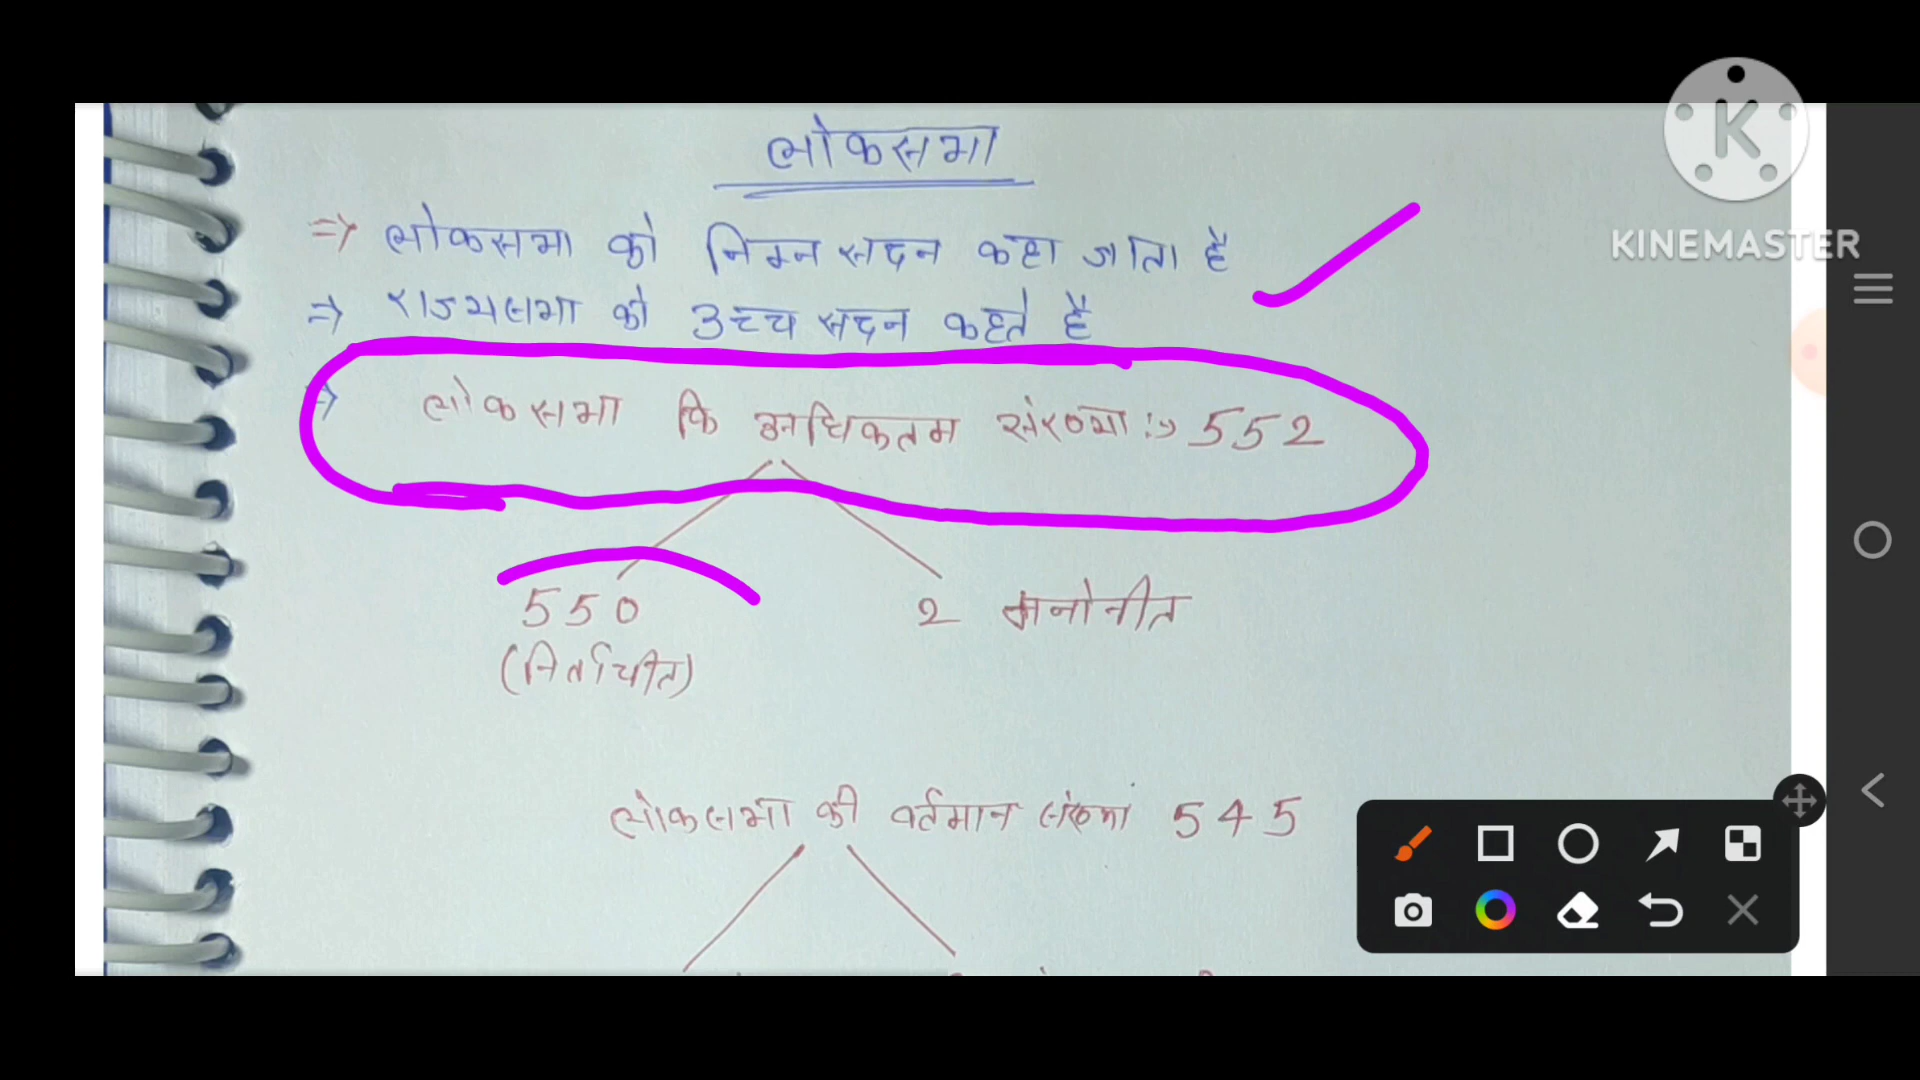 लोकसभा
⇒ लोकसभा को निम्न सदन कहा जाता है
⇒ राज्यसभा को उच्च सदन कहते है
⇒ लोकसभा कि अधिकतम संख्या :⇒ 552
550 2 मनोनीत
(निर्वाचीत)
लोकसभा की वर्तमान संख्यां 545
K
KINEMASTER